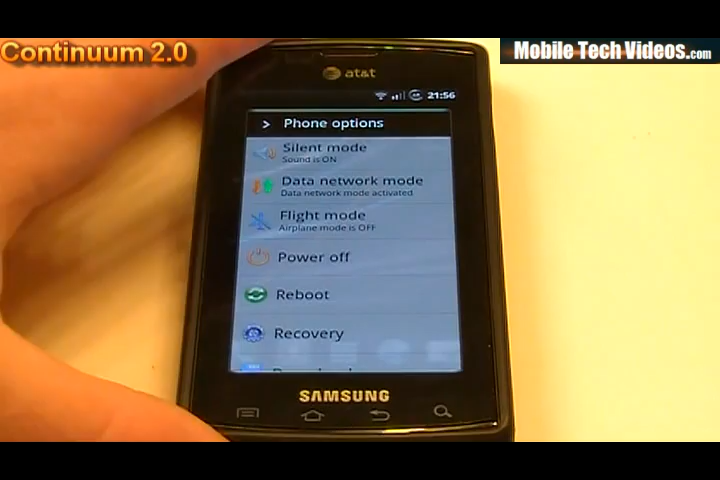 Continuum 2.0
Mobile Tech Videos.com
at&t
21:56
> Phone options
Silent mode
Sound is ON
Data network mode
Data network mode activated
Flight mode
Airplane mode is OFF
Power off
Reboot
Recovery
SAMSUNG